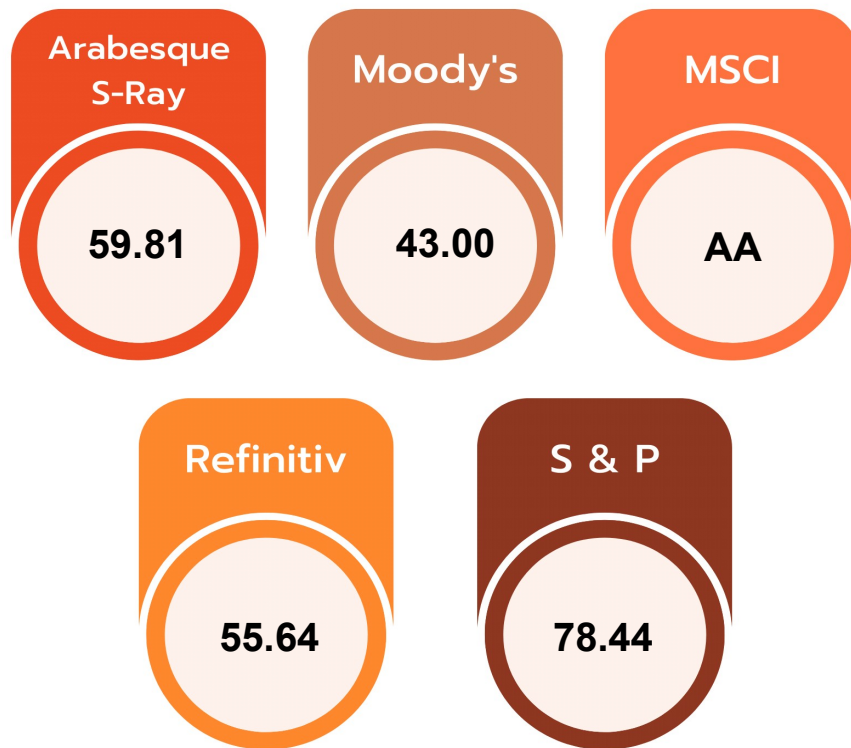 Arabesque
S-Ray
59.81
Moody's
43.00
MSCI
AA
Refinitiv
55.64
S & P
78.44